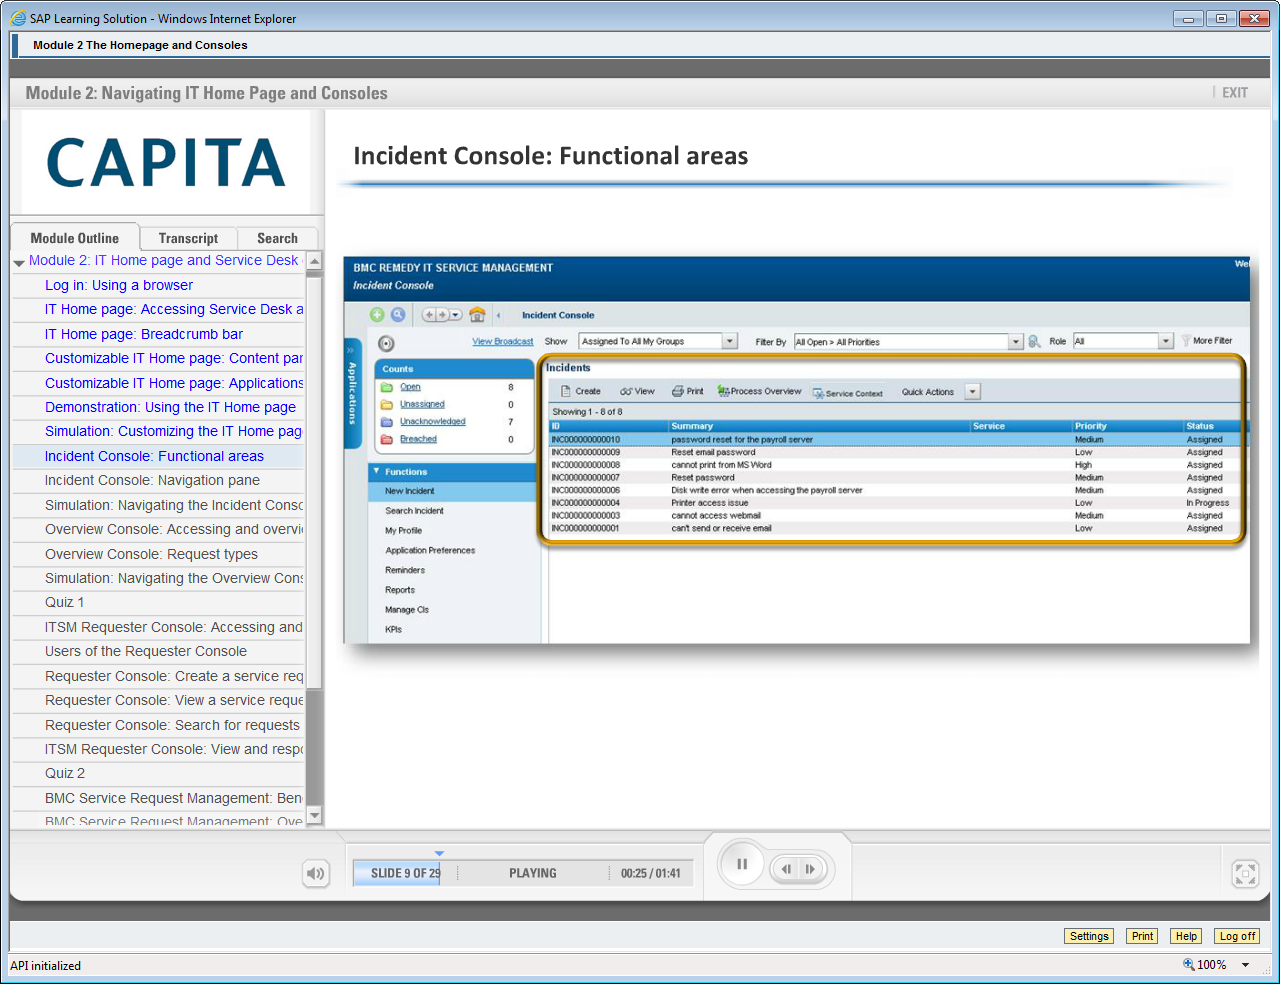 SAP Learning Solution - Windows Internet Explorer
Module 2 The Homepage and Consoles
Module 2: Navigating IT Home Page and Consoles
EXIT
CAPITA
Module Outline
Transcript
Search
Module 2: IT Home page and Service Desk
Log in: Using a browser
IT Home page: Accessing Service Desk a
IT Home page: Breadcrumb bar
Customizable IT Home page: Content pan
Customizable IT Home page: Applications
Demonstration: Using the IT Home page
Simulation: Customizing the IT Home pag
Incident Console: Functional areas
Incident Console: Navigation pane
Simulation: Navigating the Incident Consc
Overview Console: Accessing and overvi
Overview Console: Request types
Simulation: Navigating the Overview Cons
Quiz 1
ITSM Requester Console: Accessing and
Users of the Requester Console
Requester Console: Create a service req
Requester Console: View a service reque
Requester Console: Search for requests
ITSM Requester Console: View and respo
Quiz 2
BMC Service Request Management: Ben
BMC Service Request Management: Ove
Incident Console: Functional areas
BMC REMEDY IT SERVICE MANAGEMENT
Wel
Incident Console
Incident Console
Applications
View Broadcast
Show
Assigned To All My Groups
Filter By
All Open > All Priorities
Role
All
More Filter
Counts
Open 8
Unassigned 0
Unacknowledged 7
Breached 0
Functions
New Incident
Search Incident
My Profile
Application Preferences
Reminders
Reports
Manage CIs
KPIs
Incidents
Create View Print Process Overview Service Context Quick Actions
Showing 1 - 8 of 8
ID Summary Service Priority Status
INC000000000010 password reset for the payroll server Medium Assigned
INC000000000009 Reset email password Low Assigned
INC000000000008 cannot print from MS Word High Assigned
INC000000000007 Reset password Medium Assigned
INC000000000006 Disk write error when accessing the payroll server Medium Assigned
INC000000000004 Printer access issue Low In Progress
INC000000000003 cannot access webmail Medium Assigned
INC000000000001 can't send or receive email Low Assigned
SLIDE 9 OF 29
PLAYING
00:25 / 01:41
Settings
Print
Help
Log off
API initialized
100%